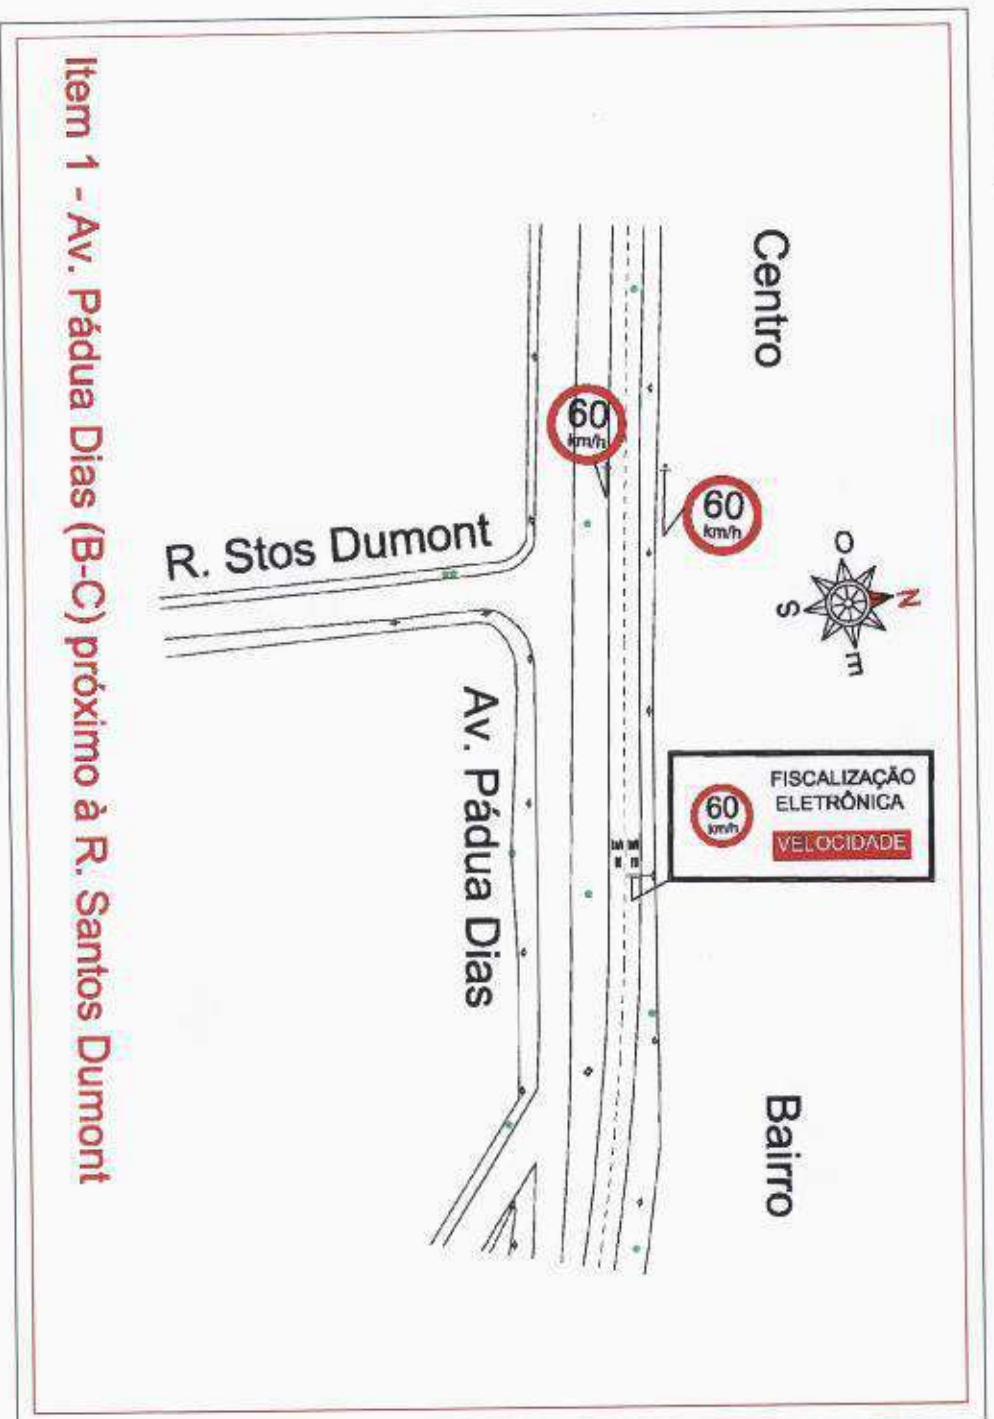 Centro
60
km/h
60
km/h
R. Stos Dumont
O
N
S
E
Av. Pádua Dias
FISCALIZAÇÃO
ELETRÔNICA
60
km/h
VELOCIDADE
Bairro
Item 1 - Av. Pádua Dias (B-C) próximo à R. Santos Dumont